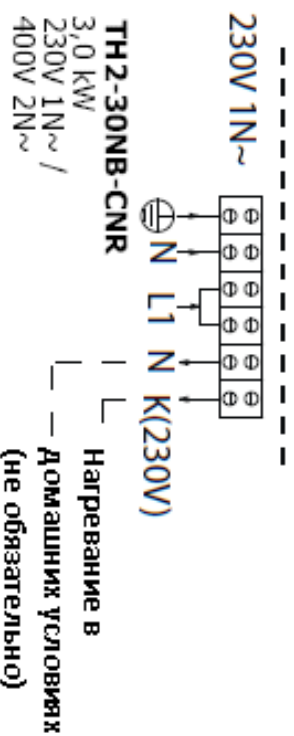 230V 1N~
N L1 N K(230V)
TH2-30NB-CNR
3,0 kW
230V 1N~ /
400V 2N~
Нагревание в
домашних условиях
(не обязательно)